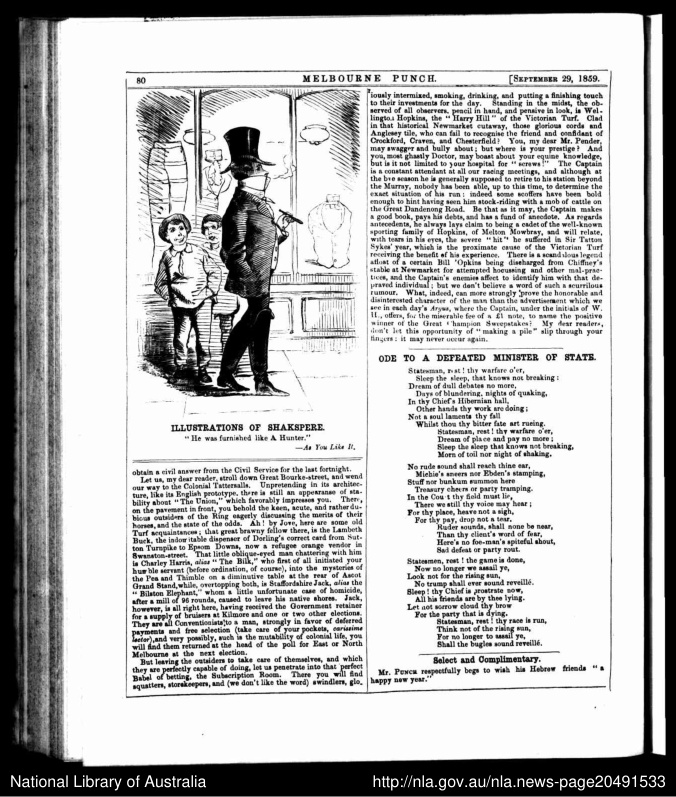 80
MELBOURNE PUNCH.
[SEPTEMBER 29, 1859.
ILLUSTRATIONS OF SHAKSPERE.
"He was furnished like A Hunter."
—As You Like It.
obtain a civil answer from the Civil Service for the last fortnight.
Let us, my dear reader, stroll down Great Bourke-street, and wend
our way to the Colonial Tattersalls. Unpretending in its architec-
ture, like its English prototype, there is still an appearance of sta-
bility about "The Union," which favorably impresses you. There,
on the pavement in front, you behold the keen, acute, and rather du-
bious outsiders of the Ring eagerly discussing the merits of their
horses, and the state of the odds. Ah! by Jove, here are some old
Turf acquaintances; that great brawny fellow there, is the Lambeth
Buck, the indomitable dispenser of Dorling's correct card from Sut-
ton Turnpike to Epsom Downs, now a refugee orange vendor in
Swanston-street. That little oblique-eyed man chattering with him
is Charley Harris, alias "The Bilk," who first of all initiated your
humble servant (before ordination, of course), into the mysteries of
the Pea and Thimble on a diminutive table at the rear of Ascot
Grand Stand, while, overtopping both, is Staffordshire Jack, alias the
"Bilston Elephant," whom a little unfortunate case of homicide,
after a mill of 96 rounds, caused to leave his native shores. Jack,
however, is all right here, having received the Government retainer
for a supply of bruisers at Kilmore and one or two other elections.
They are all Conventionists to a man, strongly in favor of deferred
payments and free selection (take care of your pockets, carissime
lector), and very possibly, such is the mutability of colonial life, you
will find them returned at the head of the poll for East or North
Melbourne at the next election.
But leaving the outsiders to take care of themselves, and which
they are perfectly capable of doing, let us penetrate into that perfect
Babel of betting, the Subscription Room. There you will find
squatters, storekeepers, and (we don't like the word) swindlers, glo-
iously intermixed, smoking, drinking, and putting a finishing touch
to their investments for the day. Standing in the midst, the ob-
served of all observers, pencil in hand, and pensive in look, is Wel-
lington Hopkins, the "Harry Hill" of the Victorian Turf. Clad
in that historical Newmarket cutaway, those glorious cords and
Anglesey tile, who can fail to recognise the friend and confidant of
Crockford, Craven, and Chesterfield? You, my dear Mr. Pender,
may swagger and bully about; but where is your prestige? And
you, most ghastly Doctor, may boast about your equine knowledge,
but is it not limited to your hospital for "screws?" The Captain
is a constant attendant at all our racing meetings, and although at
the bye season he is generally supposed to retire to his station beyond
the Murray, nobody has been able, up to this time, to determine the
exact situation of his run: indeed some scoffers have been bold
enough to hint having seen him stock-riding with a mob of cattle on
the Great Dandenong Road. Be that as it may, the Captain makes
a good book, pays his debts, and has a fund of anecdote. As regards
antecedents, he always lays claim to being a cadet of the well-known
sporting family of Hopkins, of Melton Mowbray, and will relate,
with tears in his eyes, the severe "hit" he suffered in Sir Tatton
Sykes' year, which is the proximate cause of the Victorian Turf
receiving the benefit of his experience. There is a scandalous legend
afloat of a certain Bill 'Opkins being discharged from Chiffney's
stable at Newmarket for attempted hocussing and other mal-prac-
tices, and the Captain's enemies affect to identify him with that de-
praved individual; but we don't believe a word of such a scurrilous
rumour. What, indeed, can more strongly prove the honorable and
disinterested character of the man than the advertisement which we
see in each day's Argus, where the Captain, under the initials of W.
H., offers, for the miserable fee of a £1 note, to name the positive
winner of the Great Champion Sweepstakes? My dear readers,
don't let this opportunity of "making a pile" slip through your
fingers: it may never occur again.
ODE TO A DEFEATED MINISTER OF STATE.
Statesman, rest! thy warfare o'er,
Sleep the sleep, that knows not breaking:
Dream of dull debates no more,
Days of blundering, nights of quaking,
In thy Chief's Hibernian hall,
Other hands thy work are doing;
Not a soul laments thy fall
Whilst thou thy bitter fate art rueing.
Statesman, rest! thy warfare o'er,
Dream of place and pay no more;
Sleep the sleep that knows not breaking,
Morn of toil nor night of shaking.
No rude sound shall reach thine ear,
Michie's sneers nor Ebden's stamping,
Stuff nor bunkum summon here
Treasury cheers or party tramping.
In the Court thy field must lie,
There we still thy voice may hear;
For thy place, heave not a sigh,
For thy pay, drop not a tear.
Ruder sounds, shall none be near,
Than thy client's word of fear,
Here's no foe-man's spiteful shout,
Sad defeat or party rout.
Statesmen, rest! the game is done,
Now no longer we assail ye,
Look not for the rising sun,
No trump shall ever sound reveillé.
Sleep! thy Chief is prostrate now,
All his friends are by thee lying.
Let not sorrow cloud thy brow
For the party that is dying.
Statesman, rest! thy race is run,
Think not of the rising sun,
For no longer to assail ye,
Shall the bugles sound reveillé.
Select and Complimentary.
Mr. PUNCH respectfully begs to wish his Hebrew friends "a
happy new year."
National Library of Australia
http://nla.gov.au/nla.news-page20491533